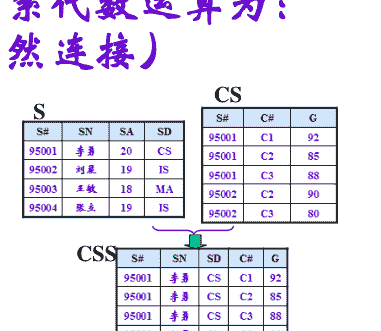 系代数运算为：
然连接）
S
S# SN SA SD
95001 李勇 20 CS
95002 刘晨 19 IS
95003 王敏 18 MA
95004 张立 19 IS
CS
S# C# G
95001 C1 92
95001 C2 85
95001 C3 88
95002 C2 90
95002 C3 80
CSS
S# SN SD C# G
95001 李勇 CS C1 92
95001 李勇 CS C2 85
95001 李勇 CS C3 88